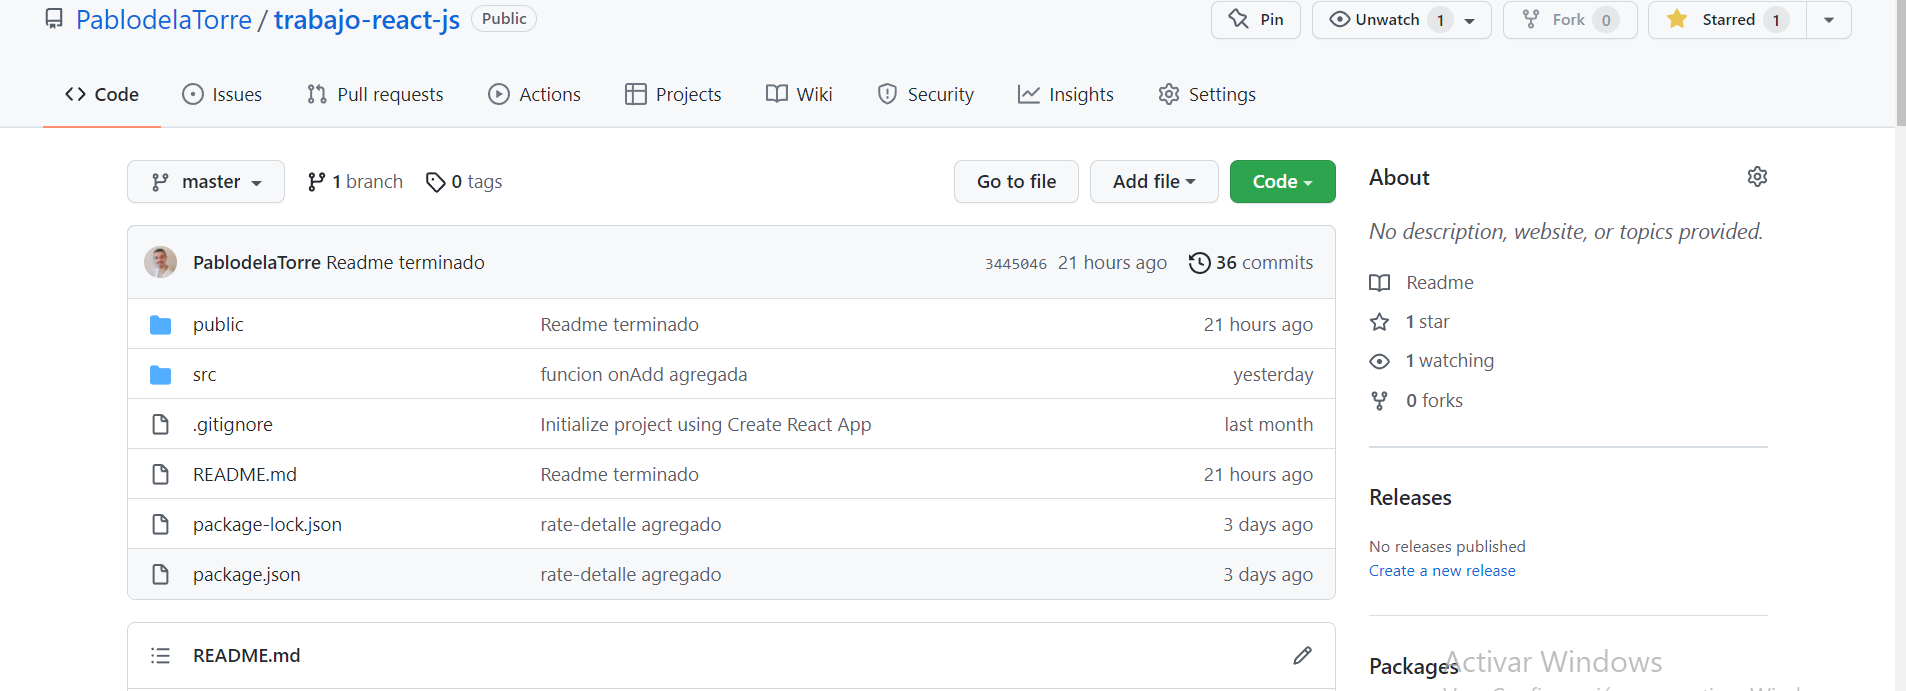 PablodelaTorre / trabajo-react-js Public Pin Unwatch 1 Fork 0 Starred 1
Code Issues Pull requests Actions Projects Wiki Security Insights Settings
master 1 branch 0 tags Go to file Add file Code
PablodelaTorre Readme terminado 3445046 21 hours ago 36 commits
public Readme terminado 21 hours ago
src funcion onAdd agregada yesterday
.gitignore Initialize project using Create React App last month
README.md Readme terminado 21 hours ago
package-lock.json rate-detalle agregado 3 days ago
package.json rate-detalle agregado 3 days ago
README.md
About
No description, website, or topics provided.
Readme
1 star
1 watching
0 forks
Releases
No releases published
Create a new release
Packages
Activar Windows